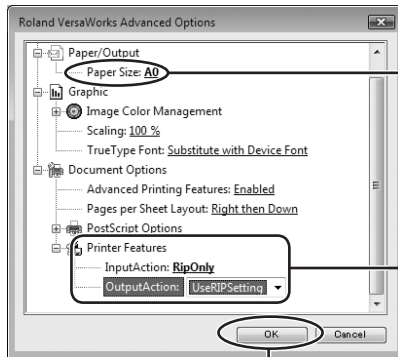 Roland VersaWorks Advanced Options
Paper/Output
Paper Size: A0
Graphic
Image Color Management
Scaling: 100 %
TrueType Font: Substitute with Device Font
Document Options
Advanced Printing Features: Enabled
Pages per Sheet Layout: Right then Down
PostScript Options
Printer Features
InputAction: RipOnly
OutputAction: UseRIPSetting
OK Cancel